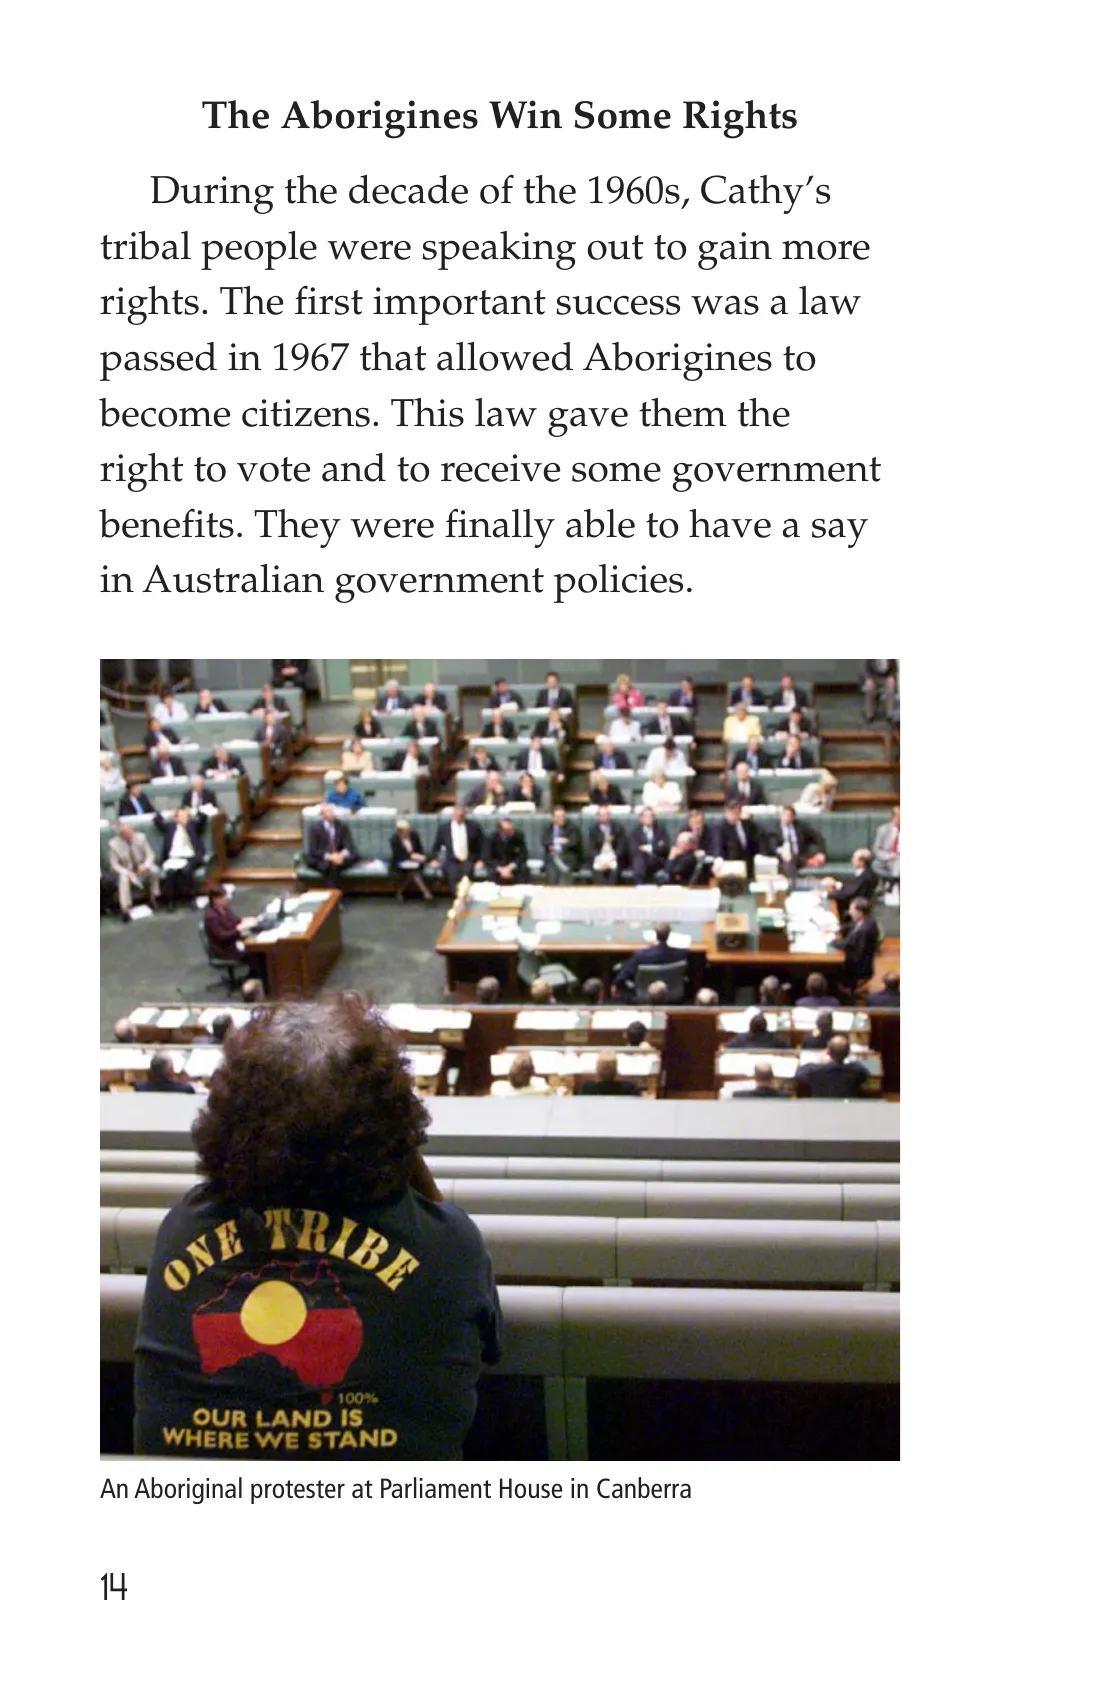 The Aborigines Win Some Rights
During the decade of the 1960s, Cathy’s
tribal people were speaking out to gain more
rights. The first important success was a law
passed in 1967 that allowed Aborigines to
become citizens. This law gave them the
right to vote and to receive some government
benefits. They were finally able to have a say
in Australian government policies.
ONE TRIBE
100%
OUR LAND IS
WHERE WE STAND
An Aboriginal protester at Parliament House in Canberra
14